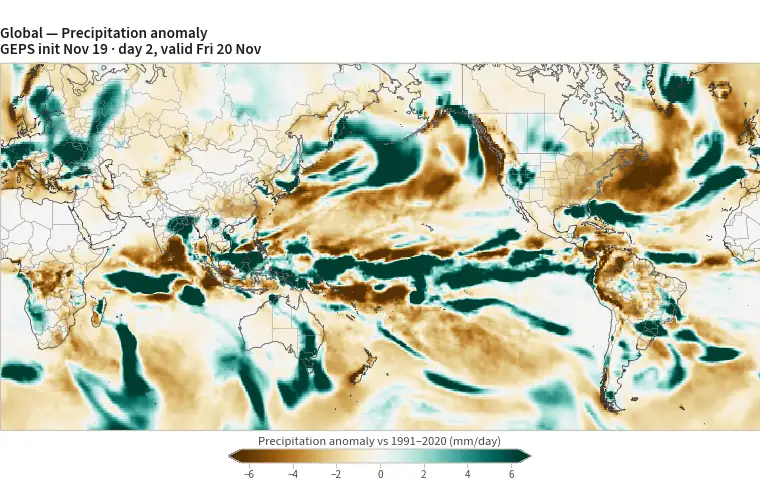 Global — Precipitation anomaly
GEPS init Nov 19 · day 2, valid Fri 20 Nov
Precipitation anomaly vs 1991–2020 (mm/day)
−6 −4 −2 0 2 4 6